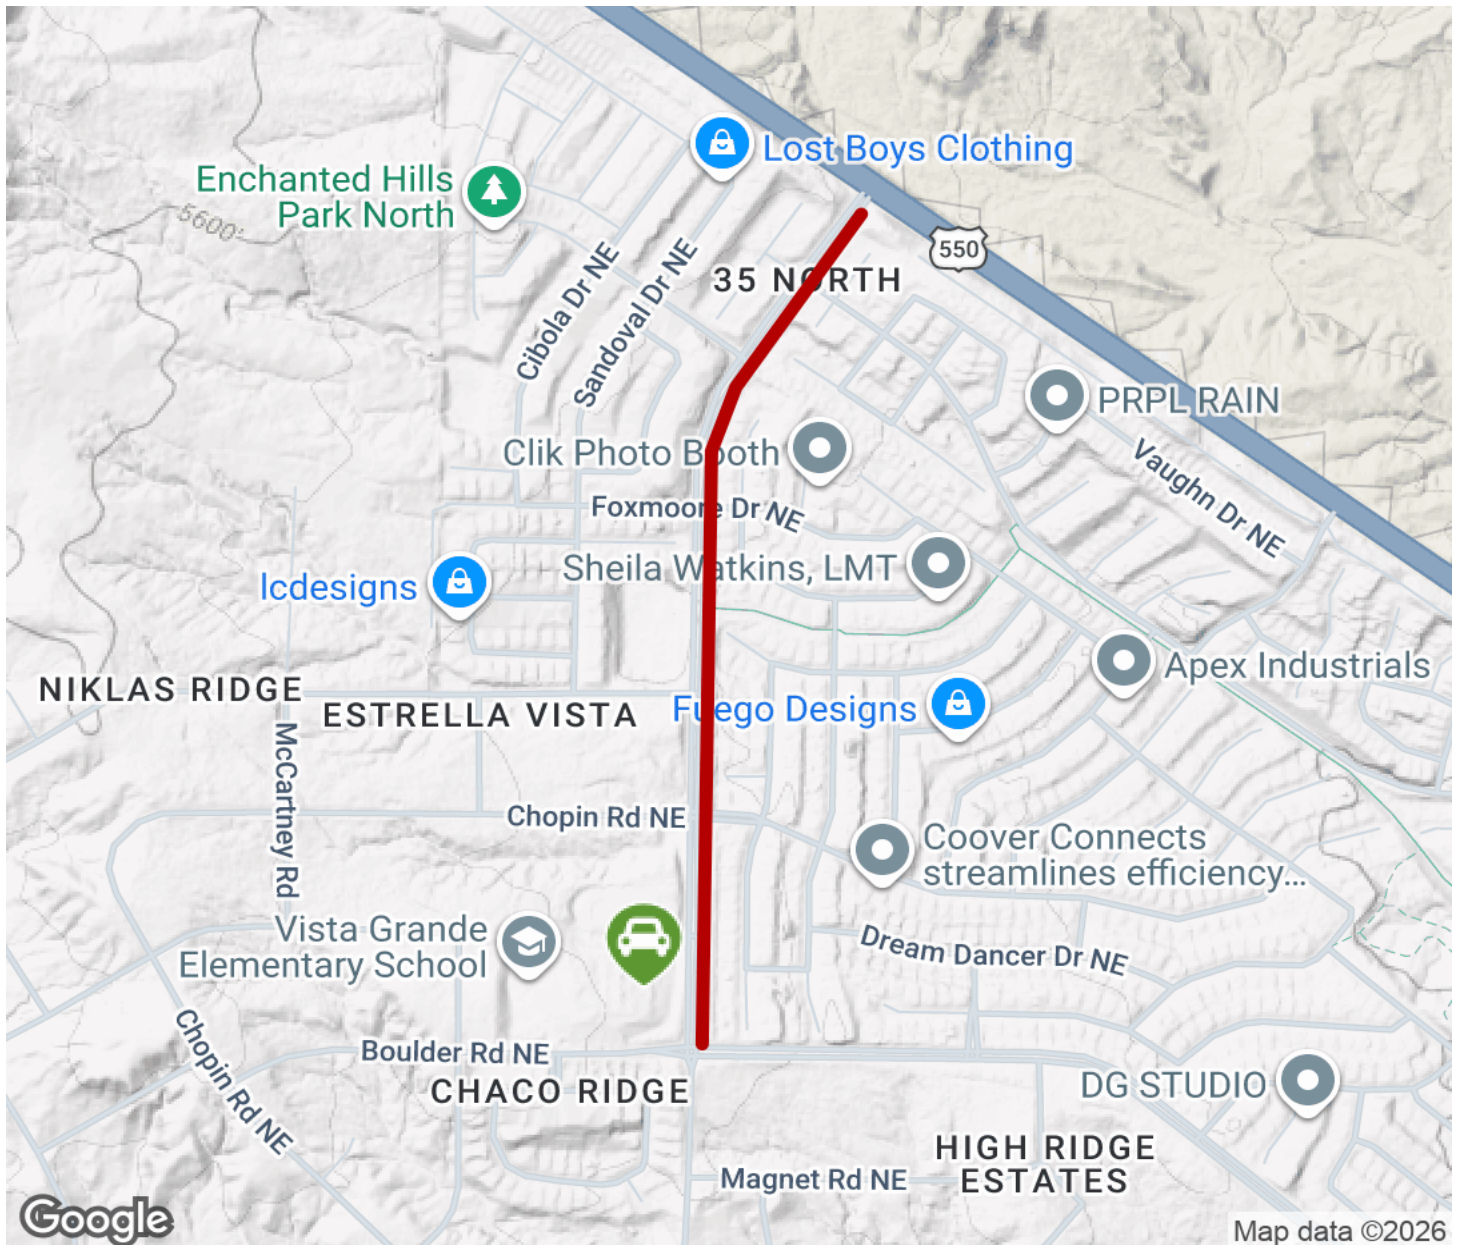 Lost Boys Clothing
Enchanted Hills
Park North
5600'
550
35 NORTH
Cibola Dr NE
Sandoval Dr NE
PRPL RAIN
Clik Photo Booth
Vaughn Dr NE
Foxmoore Dr NE
Sheila Watkins, LMT
lcdesigns
Apex Industrials
NIKLAS RIDGE
ESTRELLA VISTA
Fuego Designs
McCartney Rd
Chopin Rd NE
Coover Connects
streamlines efficiency...
Vista Grande
Elementary School
Dream Dancer Dr NE
Chopin Rd NE
Boulder Rd NE
CHACO RIDGE
DG STUDIO
HIGH RIDGE
ESTATES
Magnet Rd NE
Google
Map data ©2026